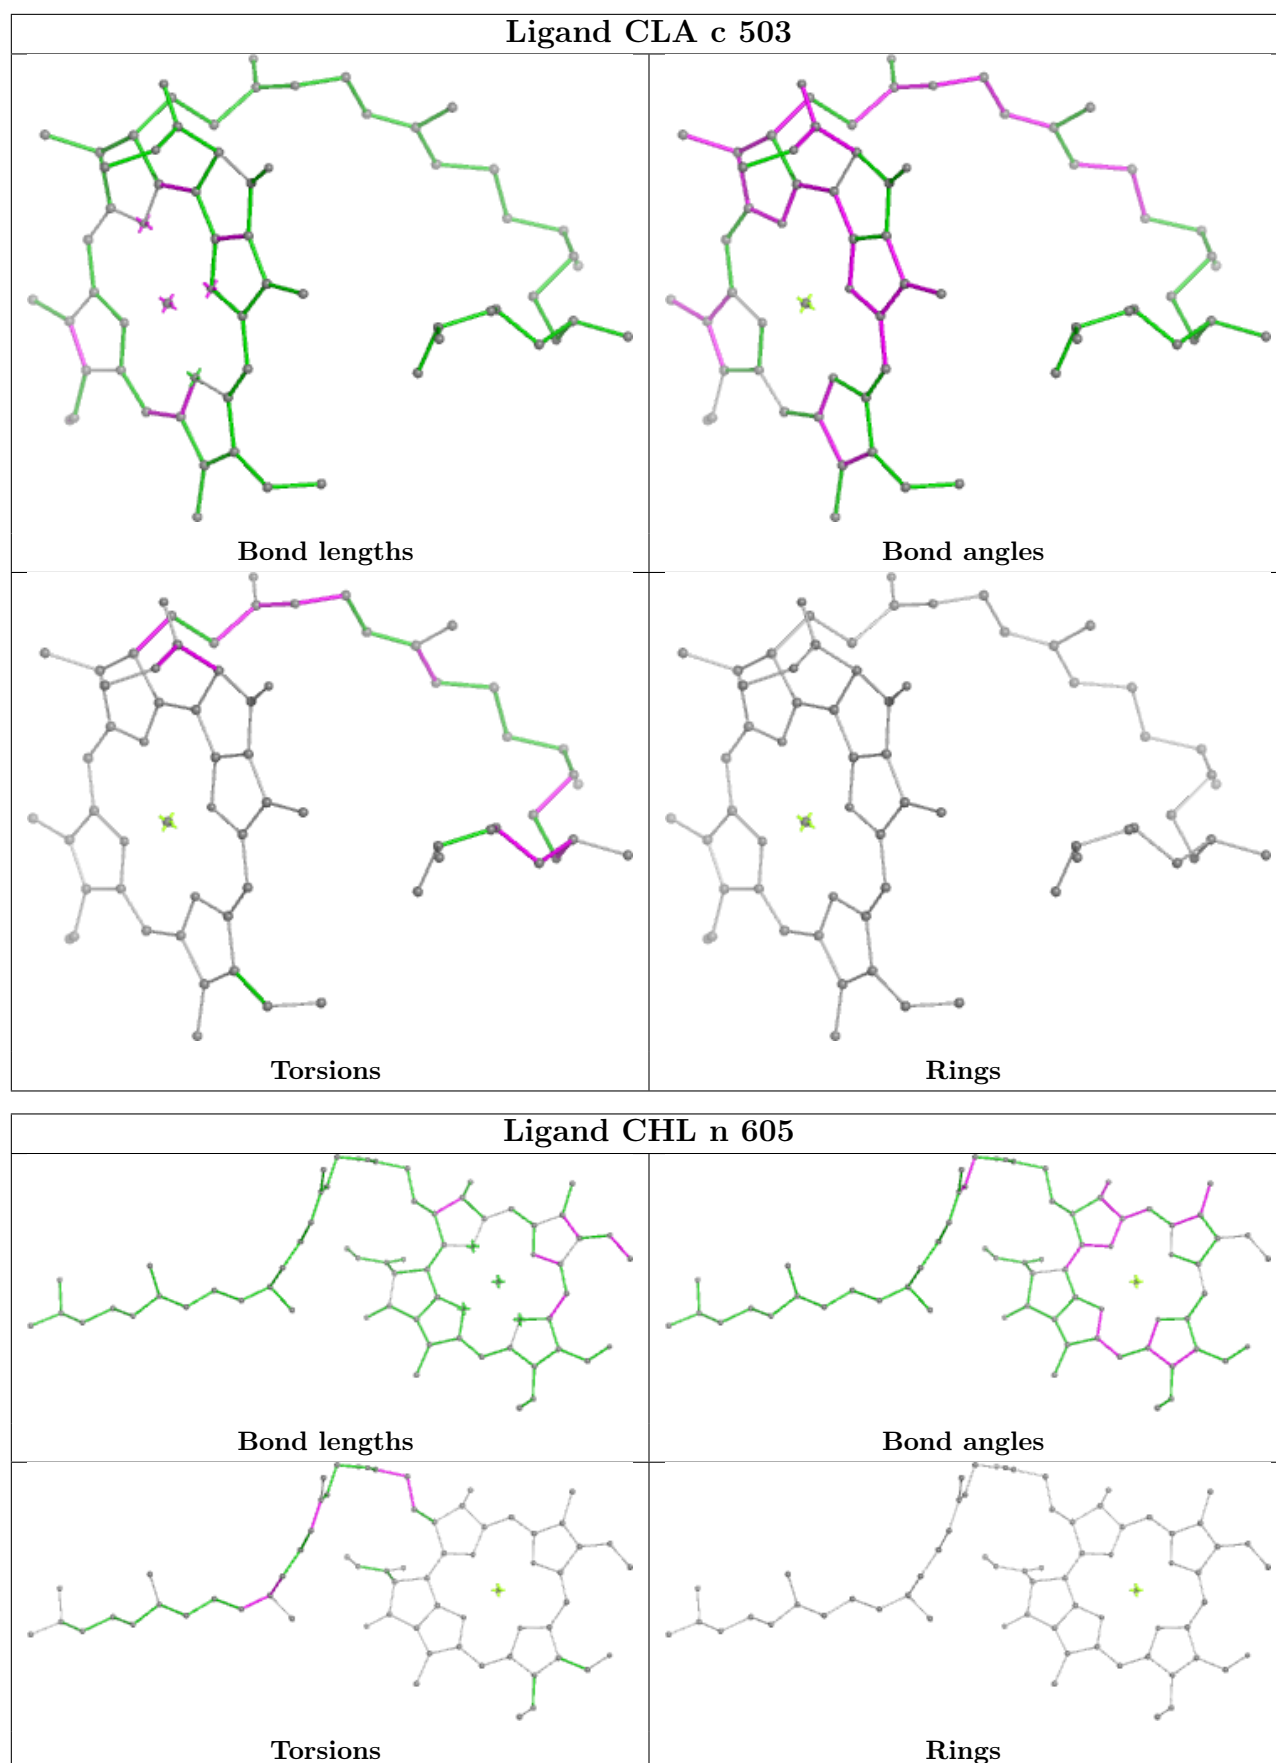 Ligand CLA c 503
Bond lengths
Bond angles
Torsions
Rings
Ligand CHL n 605
Bond lengths
Bond angles
Torsions
Rings